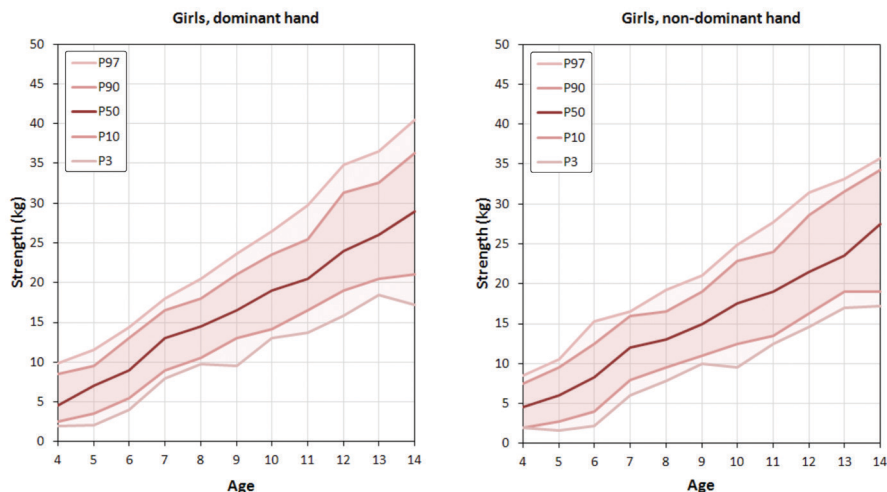 Girls, dominant hand
50
45
40
35
30
25
20
15
10
5
0
Strength (kg)
P97
P90
P50
P10
P3
4 5 6 7 8 9 10 11 12 13 14
Age
Girls, non-dominant hand
50
45
40
35
30
25
20
15
10
5
0
Strength (kg)
P97
P90
P50
P10
P3
4 5 6 7 8 9 10 11 12 13 14
Age